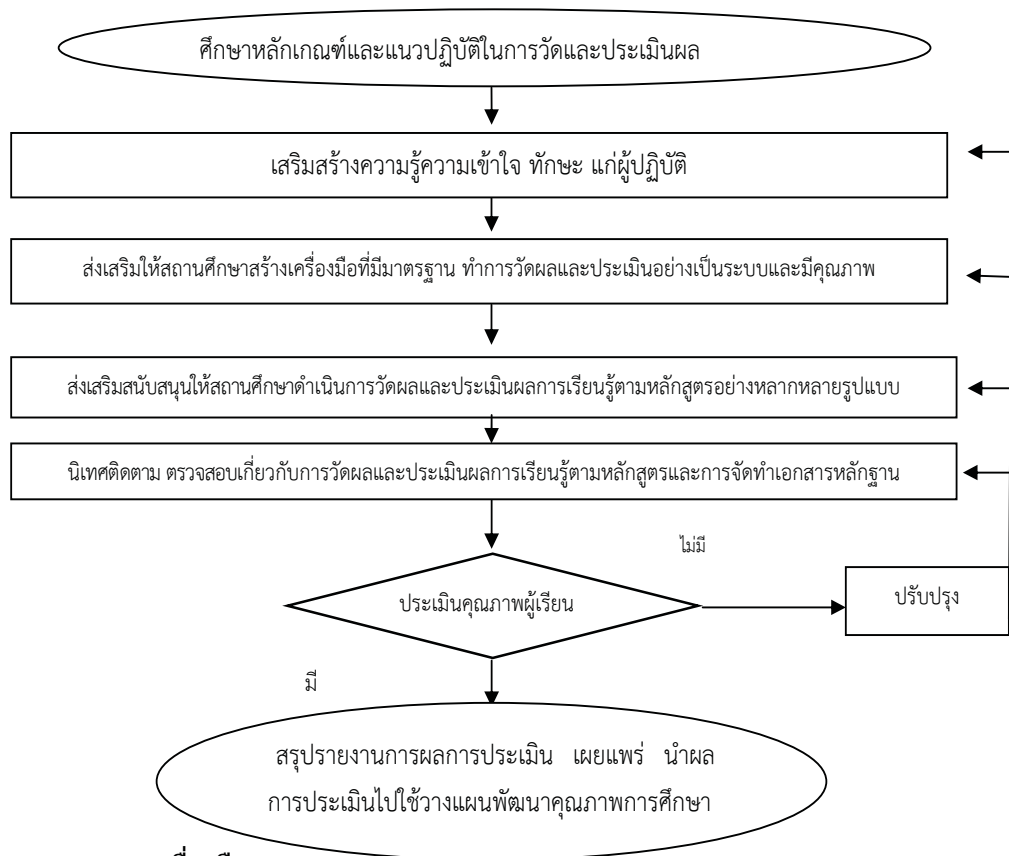 ศึกษาหลักเกณฑ์และแนวปฏิบัติในการวัดและประเมินผล
เสริมสร้างความรู้ความเข้าใจ ทักษะ แก่ผู้ปฏิบัติ
ส่งเสริมให้สถานศึกษาสร้างเครื่องมือที่มีมาตรฐาน ทำการวัดผลและประเมินอย่างเป็นระบบและมีคุณภาพ
ส่งเสริมสนับสนุนให้สถานศึกษาดำเนินการวัดผลและประเมินผลการเรียนรู้ตามหลักสูตรอย่างหลากหลายรูปแบบ
นิเทศติดตาม ตรวจสอบเกี่ยวกับการวัดผลและประเมินผลการเรียนรู้ตามหลักสูตรและการจัดทำเอกสารหลักฐาน
ไม่มี
ประเมินคุณภาพผู้เรียน
ปรับปรุง
มี
สรุปรายงานการผลการประเมิน เผยแพร่ นำผล
การประเมินไปใช้วางแผนพัฒนาคุณภาพการศึกษา